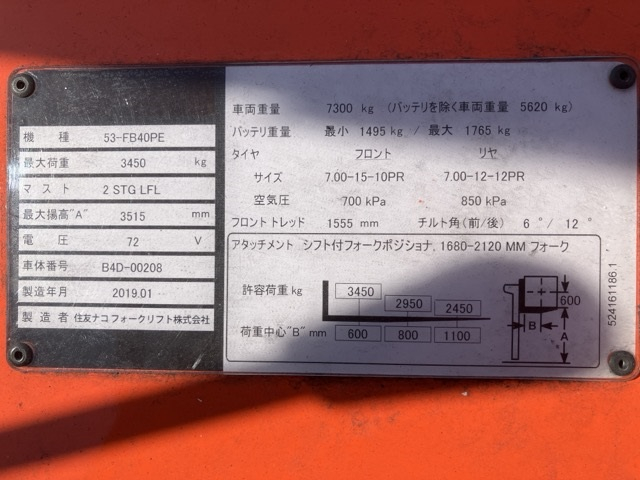 機 種 53-FB40PE
最大荷重 3450 kg
マスト 2 STG LFL
最大揚高"A" 3515 mm
電 圧 72 V
車体番号 B4D-00208
製造年月 2019.01
製造者 住友ナコフォークリフト株式会社
車両重量 7300 kg (バッテリを除く車両重量 5620 kg)
バッテリ重量 最小 1495 kg / 最大 1765 kg
タイヤ フロント リヤ
サイズ 7.00-15-10PR 7.00-12-12PR
空気圧 700 kPa 850 kPa
フロントトレッド 1555 mm チルト角(前/後) 6 °/ 12 °
アタッチメント シフト付フォークポジショナ, 1680-2120 MM フォーク
許容荷重 kg 3450 2950 2450
荷重中心"B" mm 600 800 1100
600
B
A
524161186.1